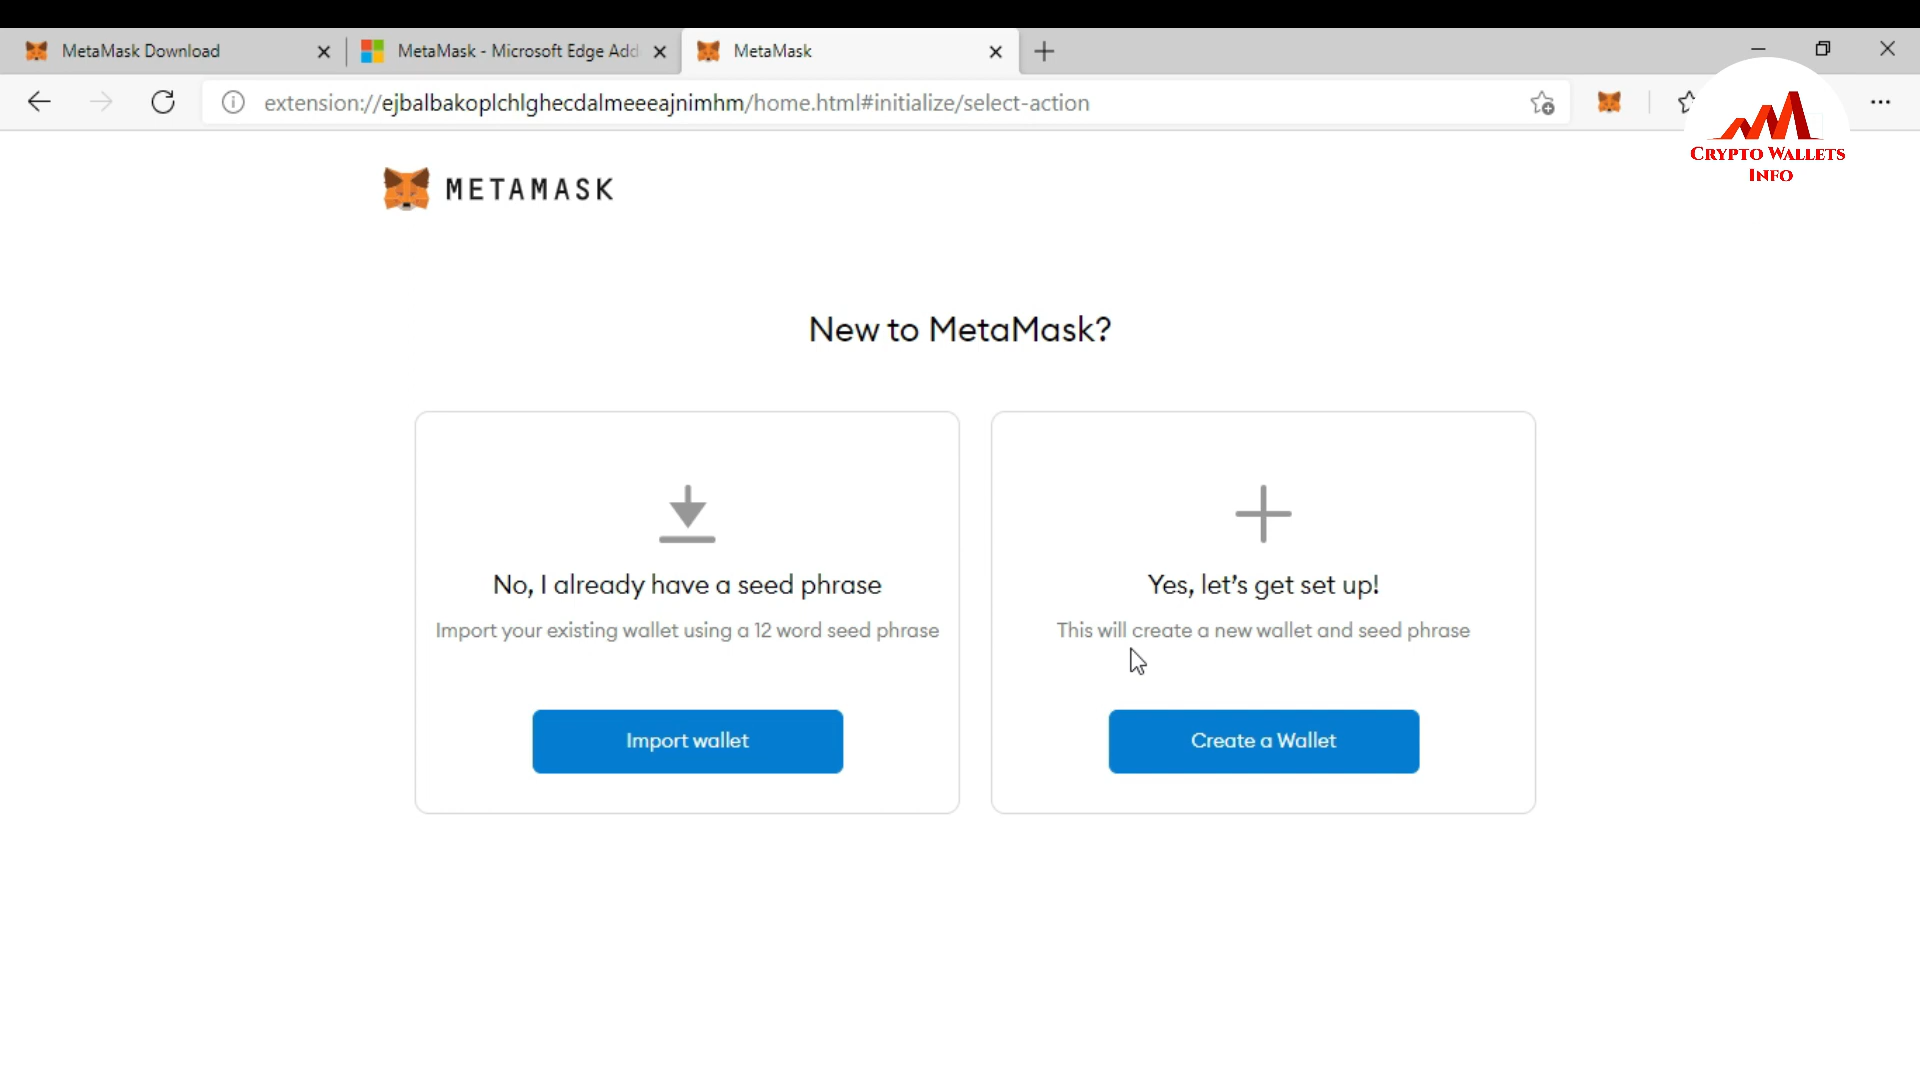 MetaMask Download
MetaMask - Microsoft Edge Add
MetaMask
extension://ejbalbakoplchlghecdalmeeeajnimhm/home.html#initialize/select-action
CRYPTO WALLETS
INFO
METAMASK
New to MetaMask?
No, I already have a seed phrase
Import your existing wallet using a 12 word seed phrase
Import wallet
Yes, let's get set up!
This will create a new wallet and seed phrase
Create a Wallet